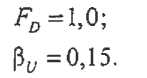 F_D = 1,0;
β_U = 0,15.